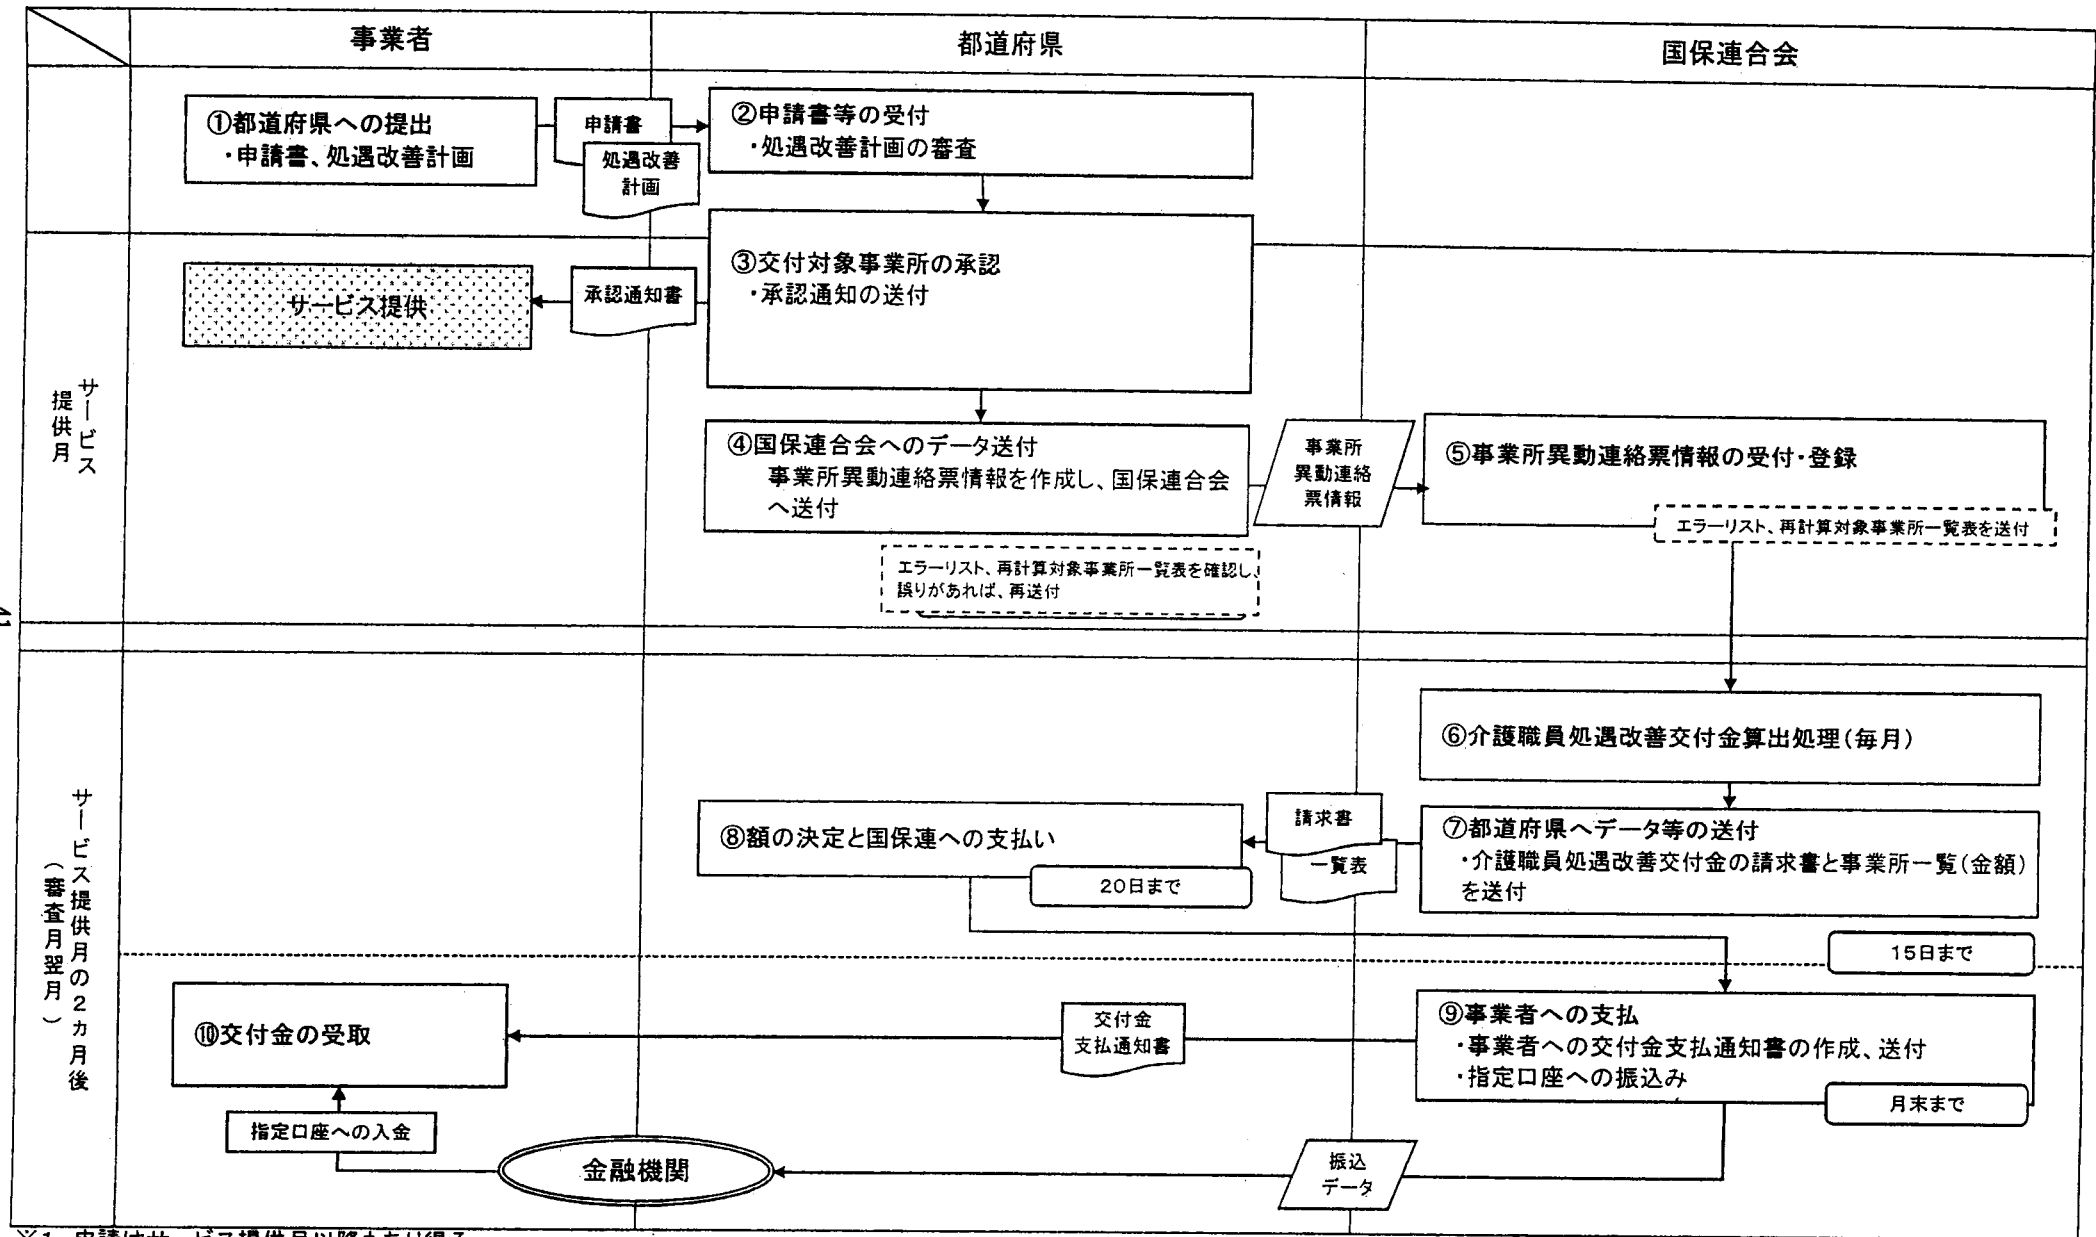 事業者
都道府県
国保連合会
①都道府県への提出
・申請書、処遇改善計画
申請書
処遇改善
計画
②申請書等の受付
・処遇改善計画の審査
サービス
提供月
③交付対象事業所の承認
・承認通知の送付
承認通知書
サービス提供
④国保連合会へのデータ送付
事業所異動連絡票情報を作成し、国保連合会
へ送付
事業所
異動連絡
票情報
⑤事業所異動連絡票情報の受付・登録
エラーリスト、再計算対象事業所一覧表を送付
エラーリスト、再計算対象事業所一覧表を確認し、
誤りがあれば、再送付
41
サービス提供月の2カ月後
(審査月翌月)
⑥介護職員処遇改善交付金算出処理(毎月)
⑦都道府県へデータ等の送付
・介護職員処遇改善交付金の請求書と事業所一覧(金額)
を送付
15日まで
請求書
一覧表
⑧額の決定と国保連への支払い
20日まで
⑨事業者への支払
・事業者への交付金支払通知書の作成、送付
・指定口座への振込み
月末まで
交付金
支払通知書
⑩交付金の受取
指定口座への入金
金融機関
振込
データ
※1 申請はサービス提供月以降もあり得る